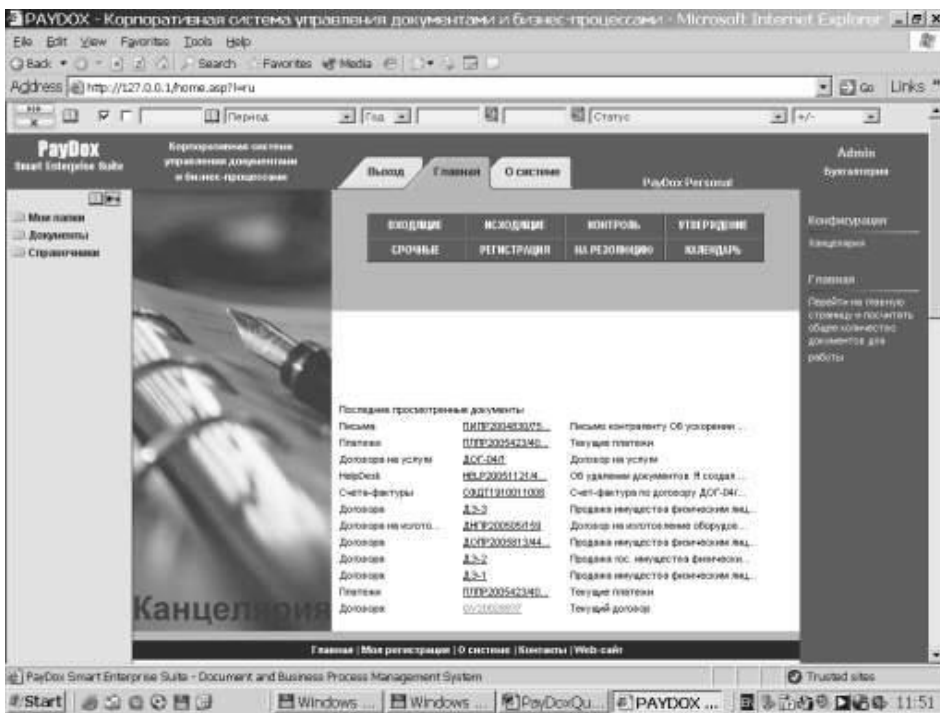 PAYDOX - Корпоративная система управления документами и бизнес-процессами - Microsoft Internet Explorer
File Edit View Favorites Tools Help
Back Search Favorites Media
Address http://127.0.0.1/home.asp?l=ru Go Links
Период Год Статус +/-
PayDox
Smart Enterprise Suite
Корпоративная система
управления документами
и бизнес-процессами
Выход Главная О системе
PayDox Personal
Admin
Бухгалтерия
Мои папки
Документы
Справочники
ВХОДЯЩИЕ ИСХОДЯЩИЕ КОНТРОЛЬ УТВЕРЖДЕНИЕ
СРОЧНЫЕ РЕГИСТРАЦИЯ НА РЕЗОЛЮЦИЮ КАЛЕНДАРЬ
Конфигурация
Канцелярия
Главная
Перейти на главную
страницу и посчитать
общее количество
документов для
работы
Последние просмотренные документы
Письма Письмо контрагенту Об ускорении ...
Платежи Текущие платежи
Договора на услуги ДОГ-04/1 Договор на услуги
HelpDesk Об удалении документов Я создал ...
Счета-фактуры Счет-фактура по договору ДОГ-04/...
Договора ДЭ-3 Продажа имущества физическим лиц...
Договора на изгото... Договор на изготовление оборудов...
Договора Продажа имущества физическим лиц...
Договора ДЭ-2 Продажа гос. имущества физически...
Договора ДЭ-1 Продажа имущества физическим лиц...
Платежи Текущие платежи
Договора Текущий договор
Канцелярия
Главная | Моя регистрация | О системе | Контакты | Web-сайт
PayDox Smart Enterprise Suite - Document and Business Process Management System Trusted sites
Start Windows ... Windows ... PayDoxQu... PAYDOX ... 11:51